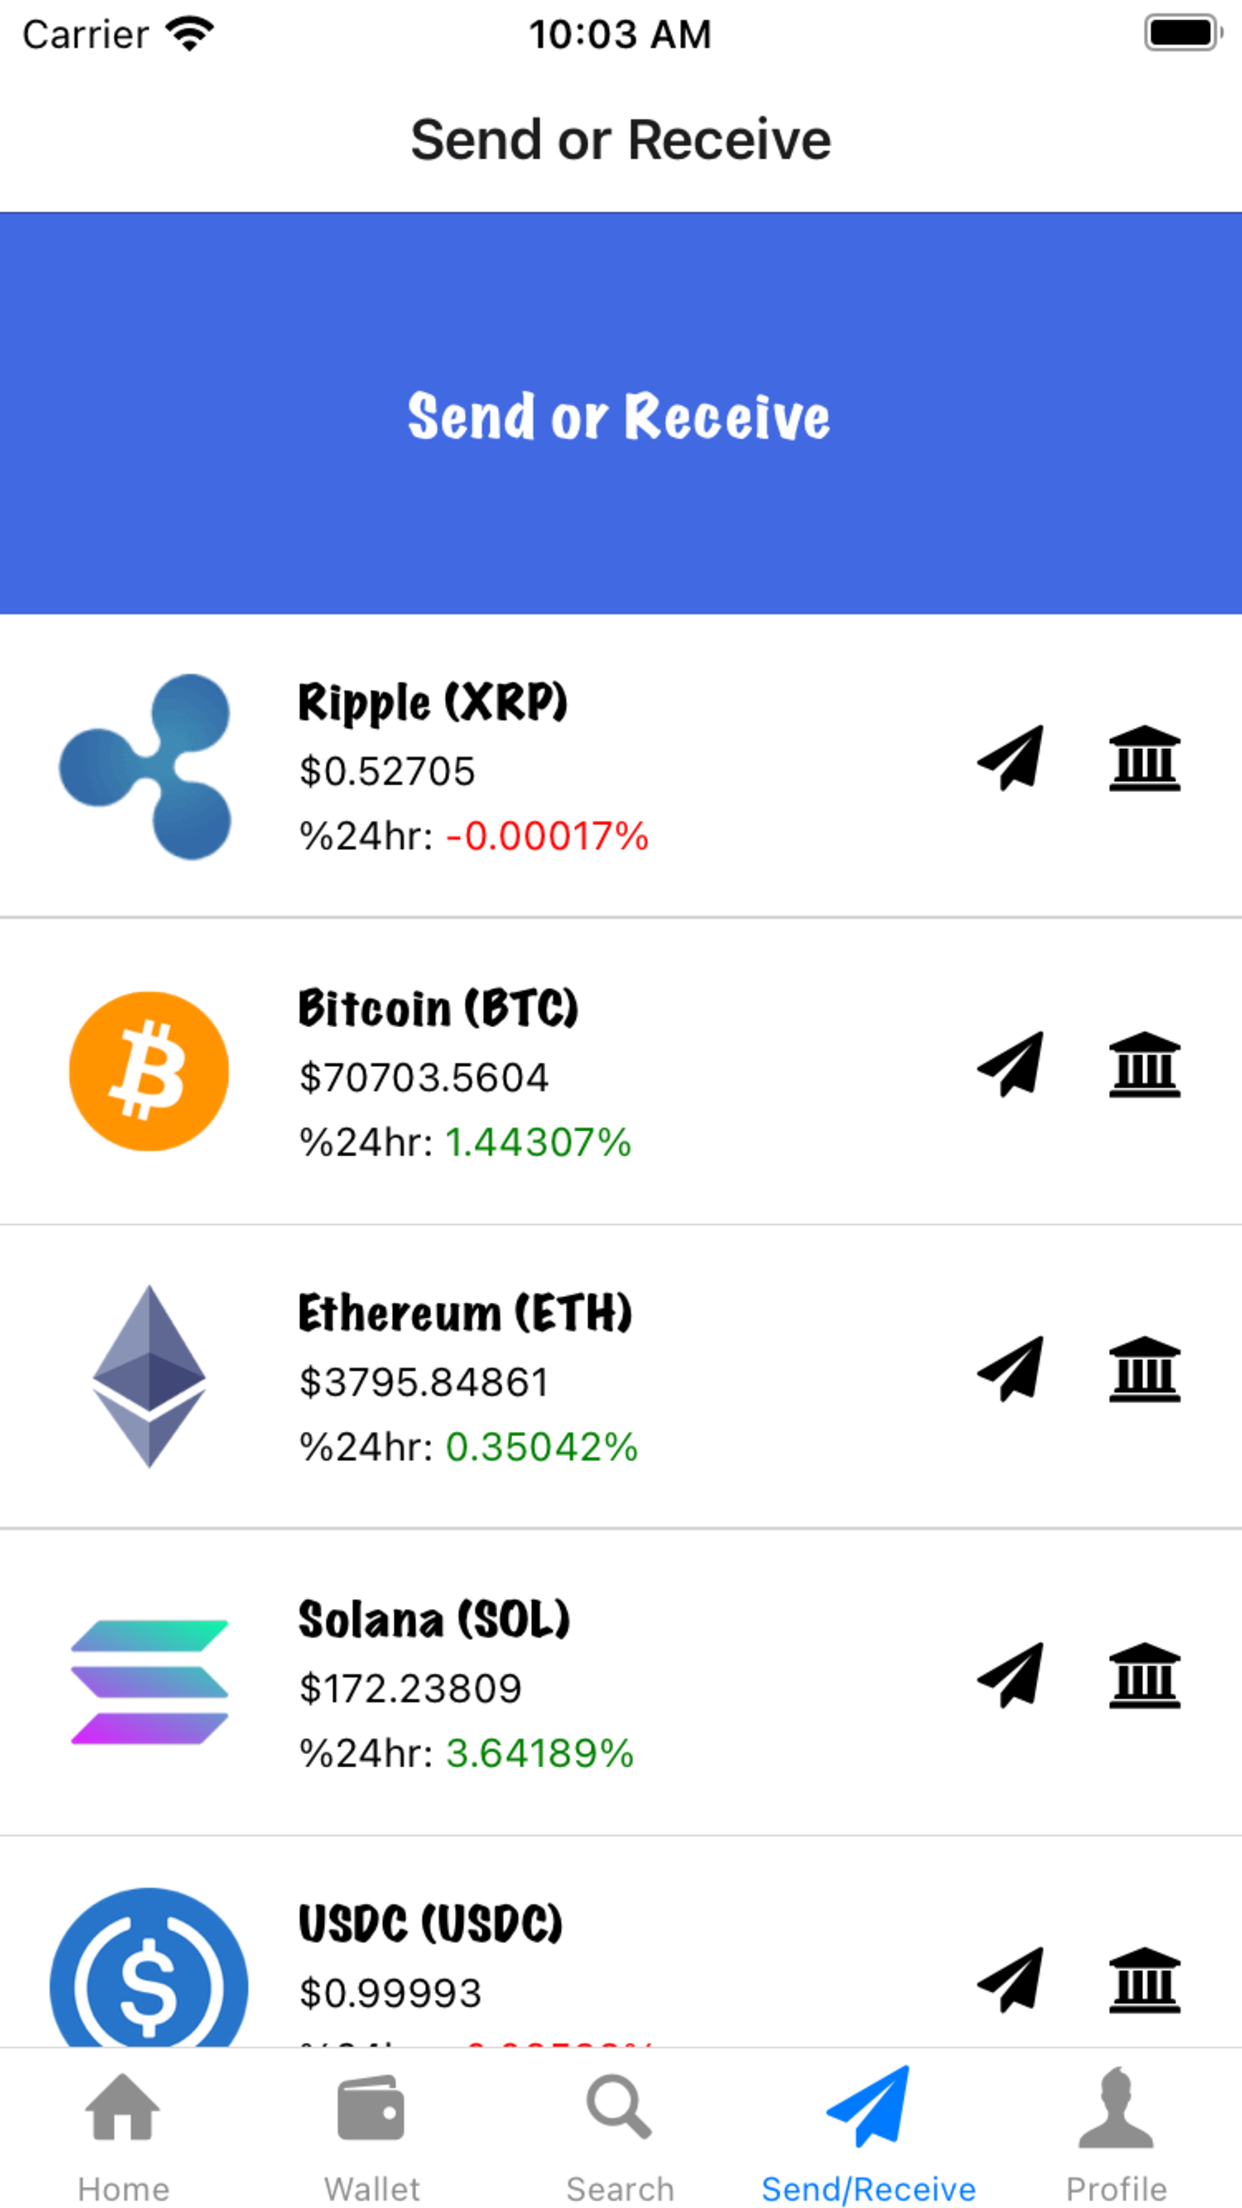 Carrier 10:03 AM
Send or Receive
Send or Receive
Ripple (XRP)
$0.52705
%24hr: -0.00017%
Bitcoin (BTC)
$70703.5604
%24hr: 1.44307%
Ethereum (ETH)
$3795.84861
%24hr: 0.35042%
Solana (SOL)
$172.23809
%24hr: 3.64189%
USDC (USDC)
$0.99993
Home Wallet Search Send/Receive Profile